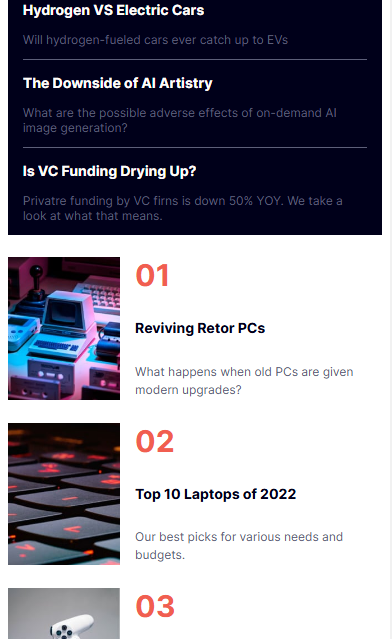 Hydrogen VS Electric Cars
Will hydrogen-fueled cars ever catch up to EVs
The Downside of AI Artistry
What are the possible adverse effects of on-demand AI
image generation?
Is VC Funding Drying Up?
Privatre funding by VC firns is down 50% YOY. We take a
look at what that means.
01
Reviving Retor PCs
What happens when old PCs are given
modern upgrades?
02
Top 10 Laptops of 2022
Our best picks for various needs and
budgets.
03